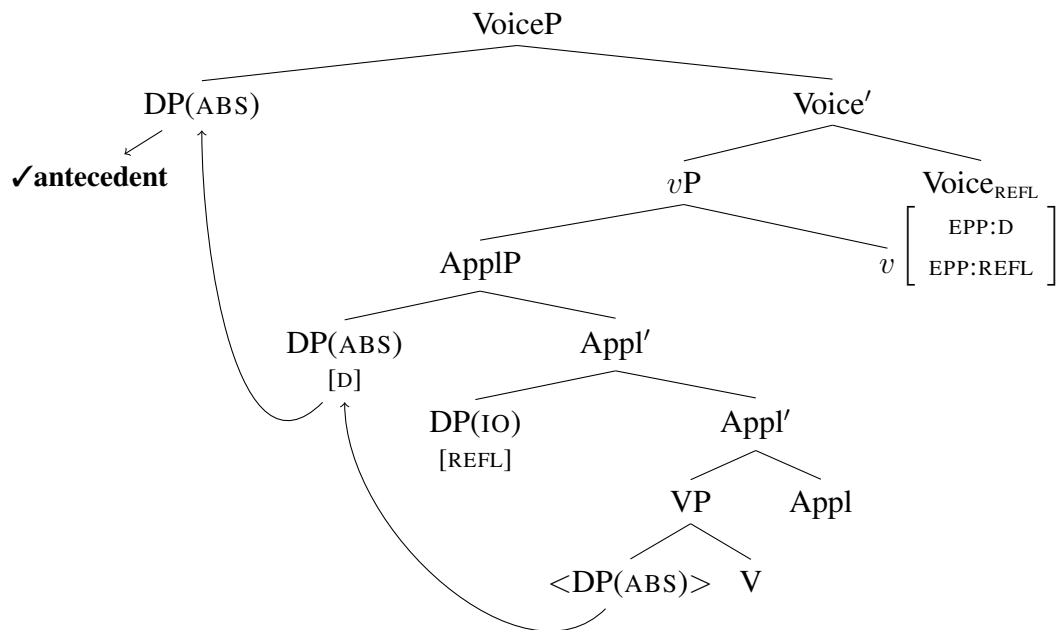 VoiceP
DP(ABS) Voice′
✓antecedent vP Voice_REFL
EPP:D
ApplP v EPP:REFL
DP(ABS) Appl′
[D]
DP(IO) Appl′
[REFL]
VP Appl
<DP(ABS)> V